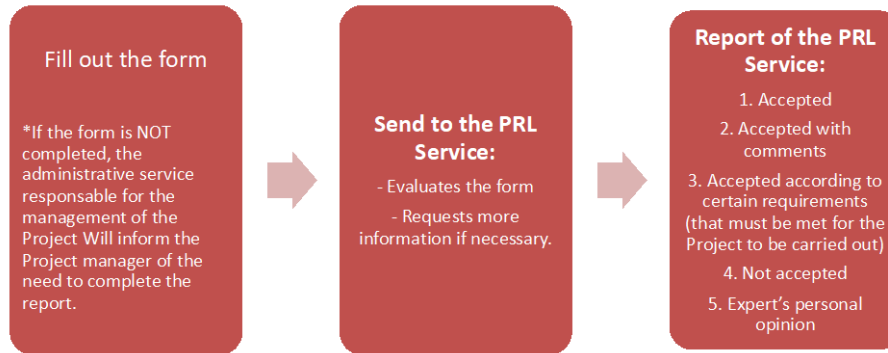 Fill out the form
*If the form is NOT
completed, the
administrative service
responsable for the
management of the
Project Will inform the
Project manager of the
need to complete the
report.
Send to the PRL
Service:
- Evaluates the form
- Requests more
information if necessary.
Report of the PRL
Service:
1. Accepted
2. Accepted with
comments
3. Accepted according to
certain requirements
(that must be met for the
Project to be carried out)
4. Not accepted
5. Expert's personal
opinion